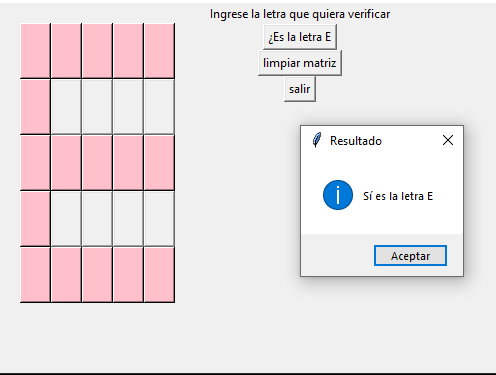 Ingrese la letra que quiera verificar
¿Es la letra E
limpiar matriz
salir
Resultado
Sí es la letra E
Aceptar